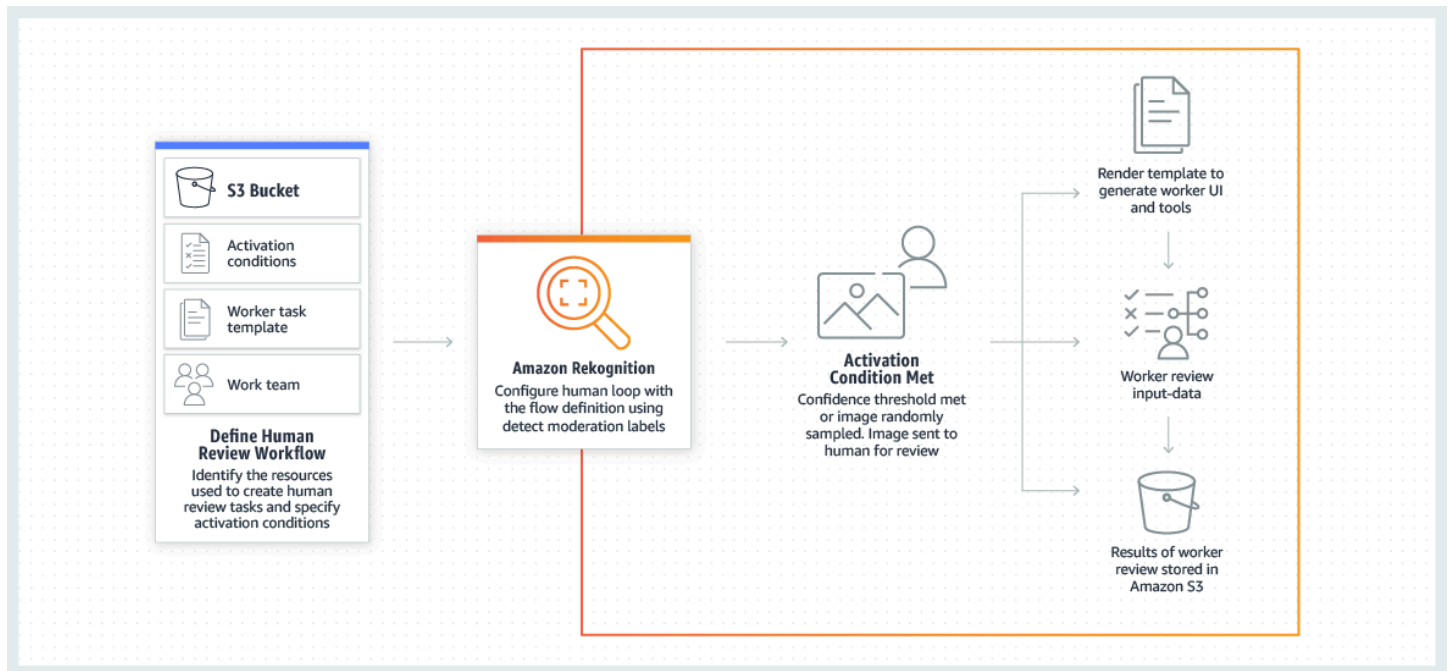 S3 Bucket
Activation
conditions
Worker task
template
Work team
Define Human
Review Workflow
Identify the resources
used to create human
review tasks and specify
activation conditions
Amazon Rekognition
Configure human loop with
the flow definition using
detect moderation labels
Activation
Condition Met
Confidence threshold met
or image randomly
sampled. Image sent to
human for review
Render template to
generate worker UI
and tools
Worker review
input-data
Results of worker
review stored in
Amazon S3